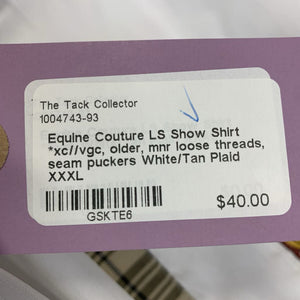 The Tack Collector
1004743-93
Equine Couture LS Show Shirt
*xc//vgc, older, mnr loose threads,
seam puckers White/Tan Plaid
XXXL
GSKTE6
$40.00